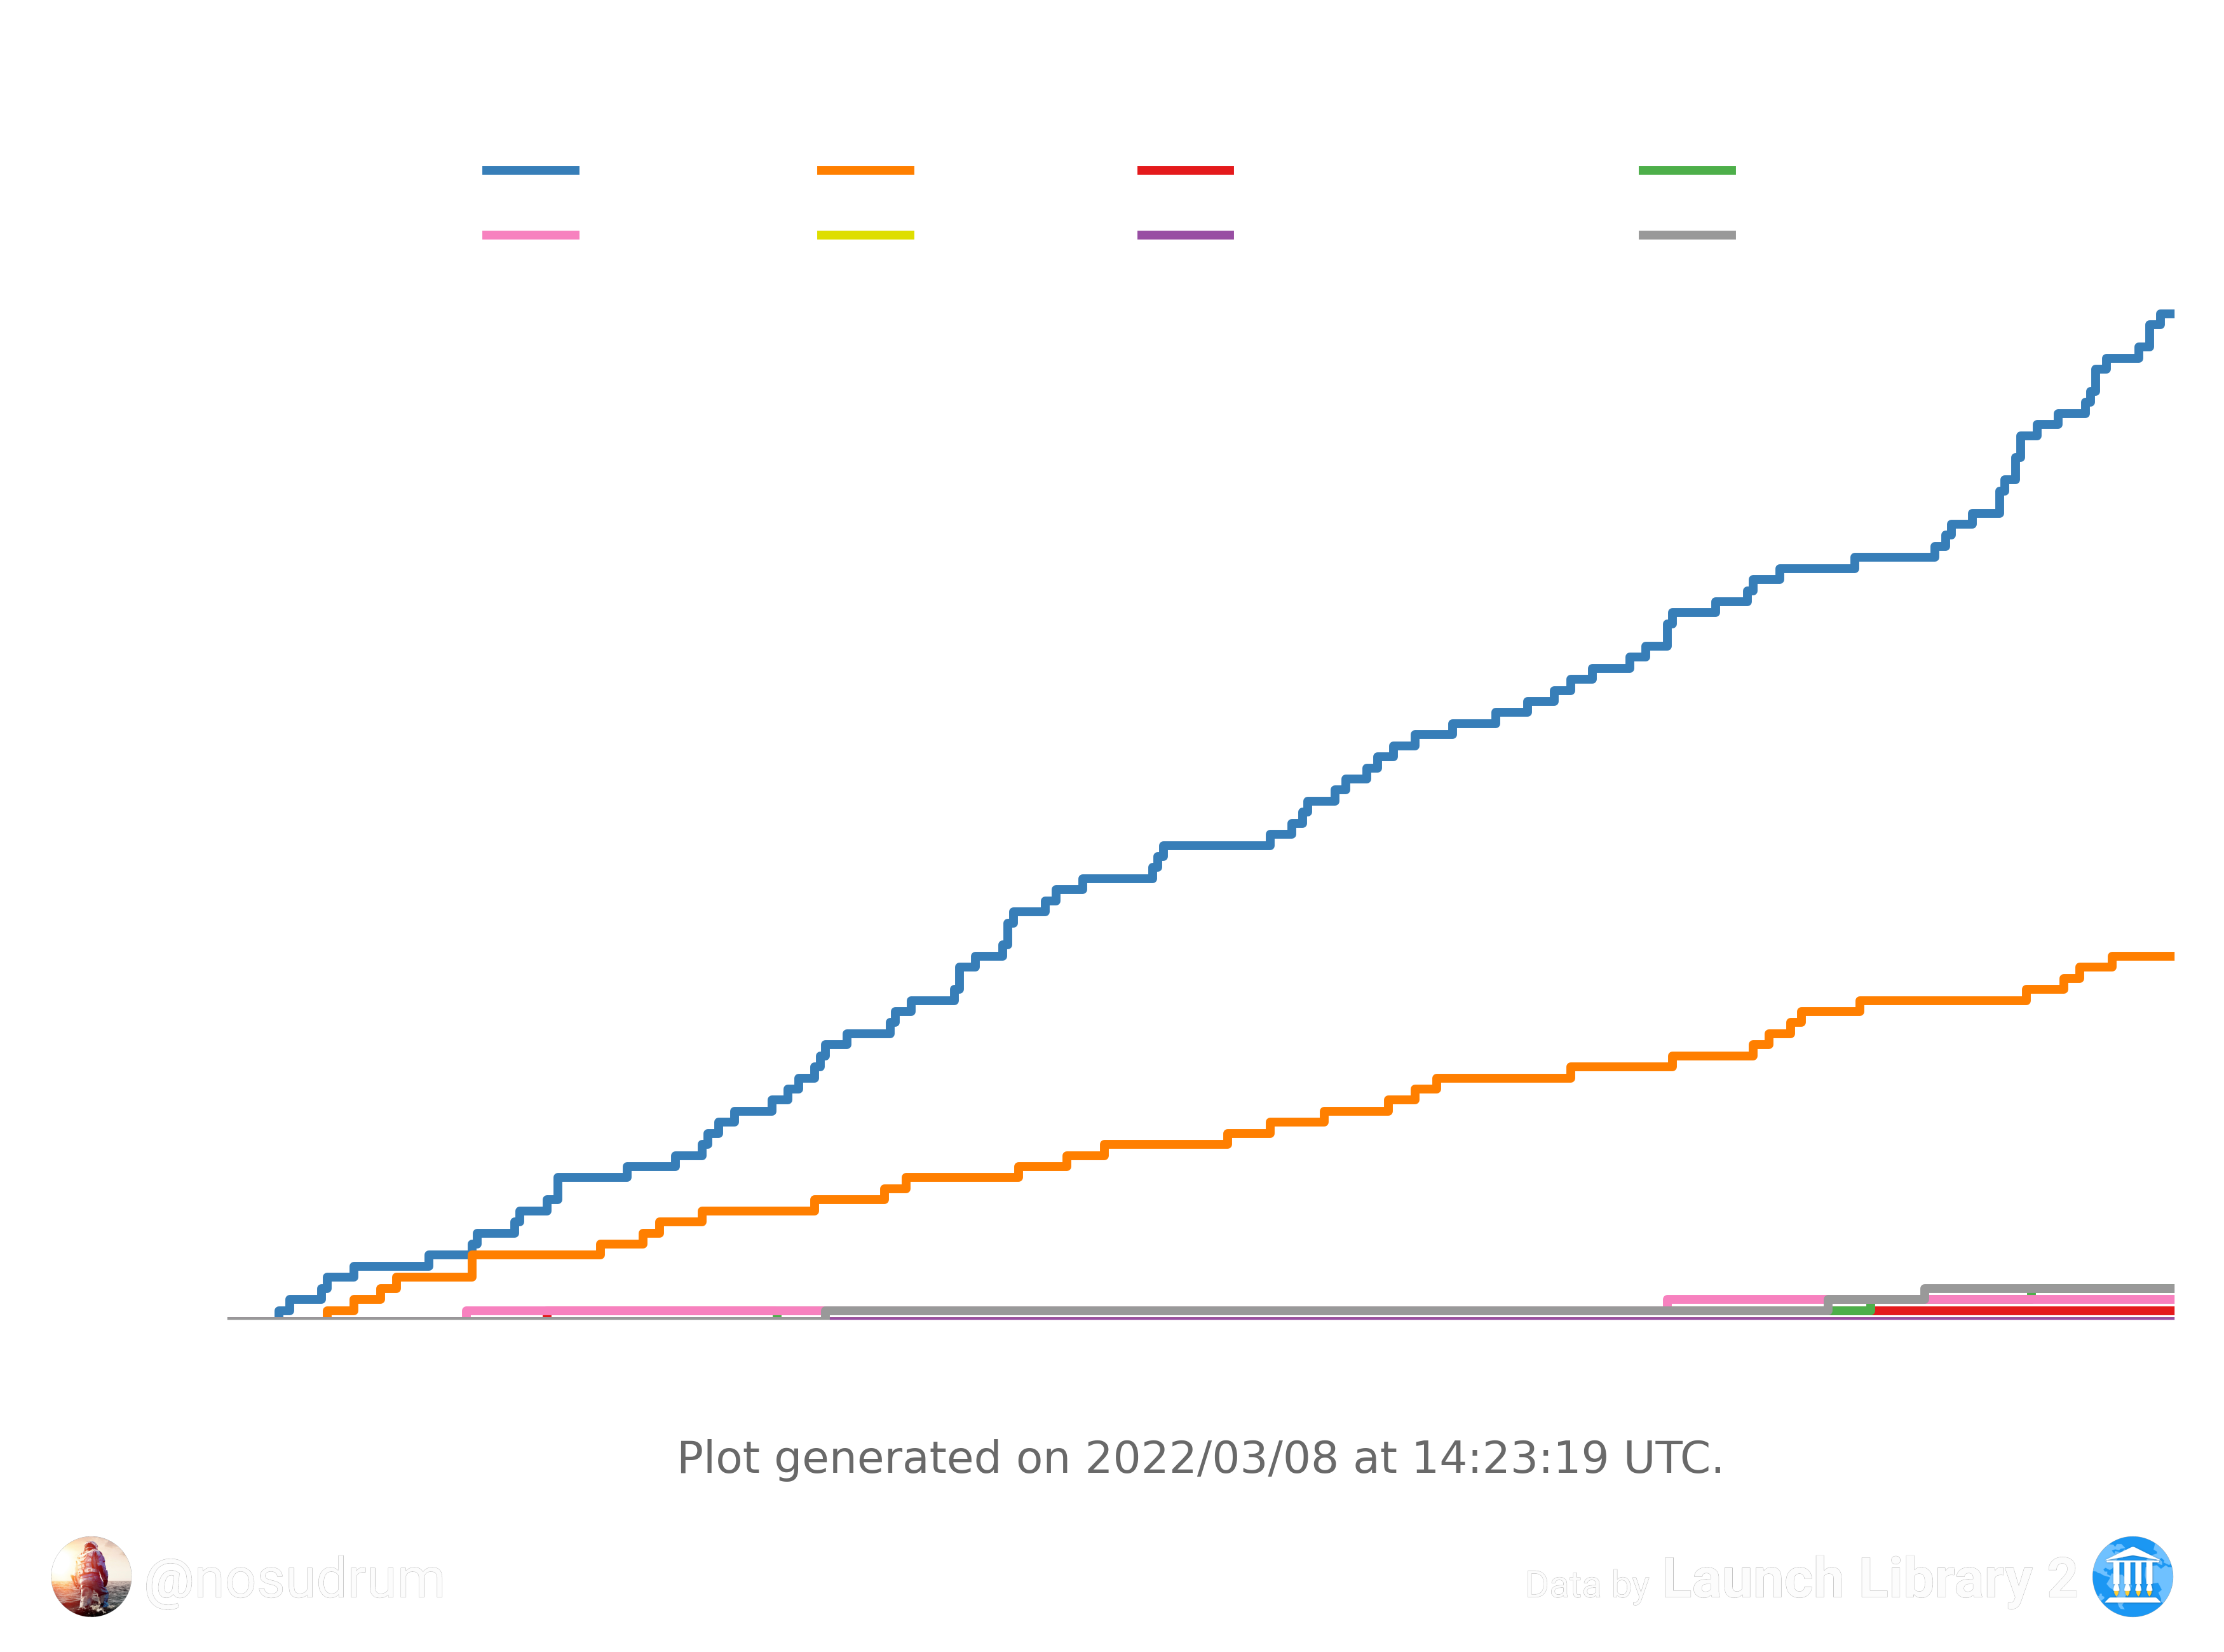 Plot generated on 2022/03/08 at 14:23:19 UTC.
@nosudrum
Data by Launch Library 2